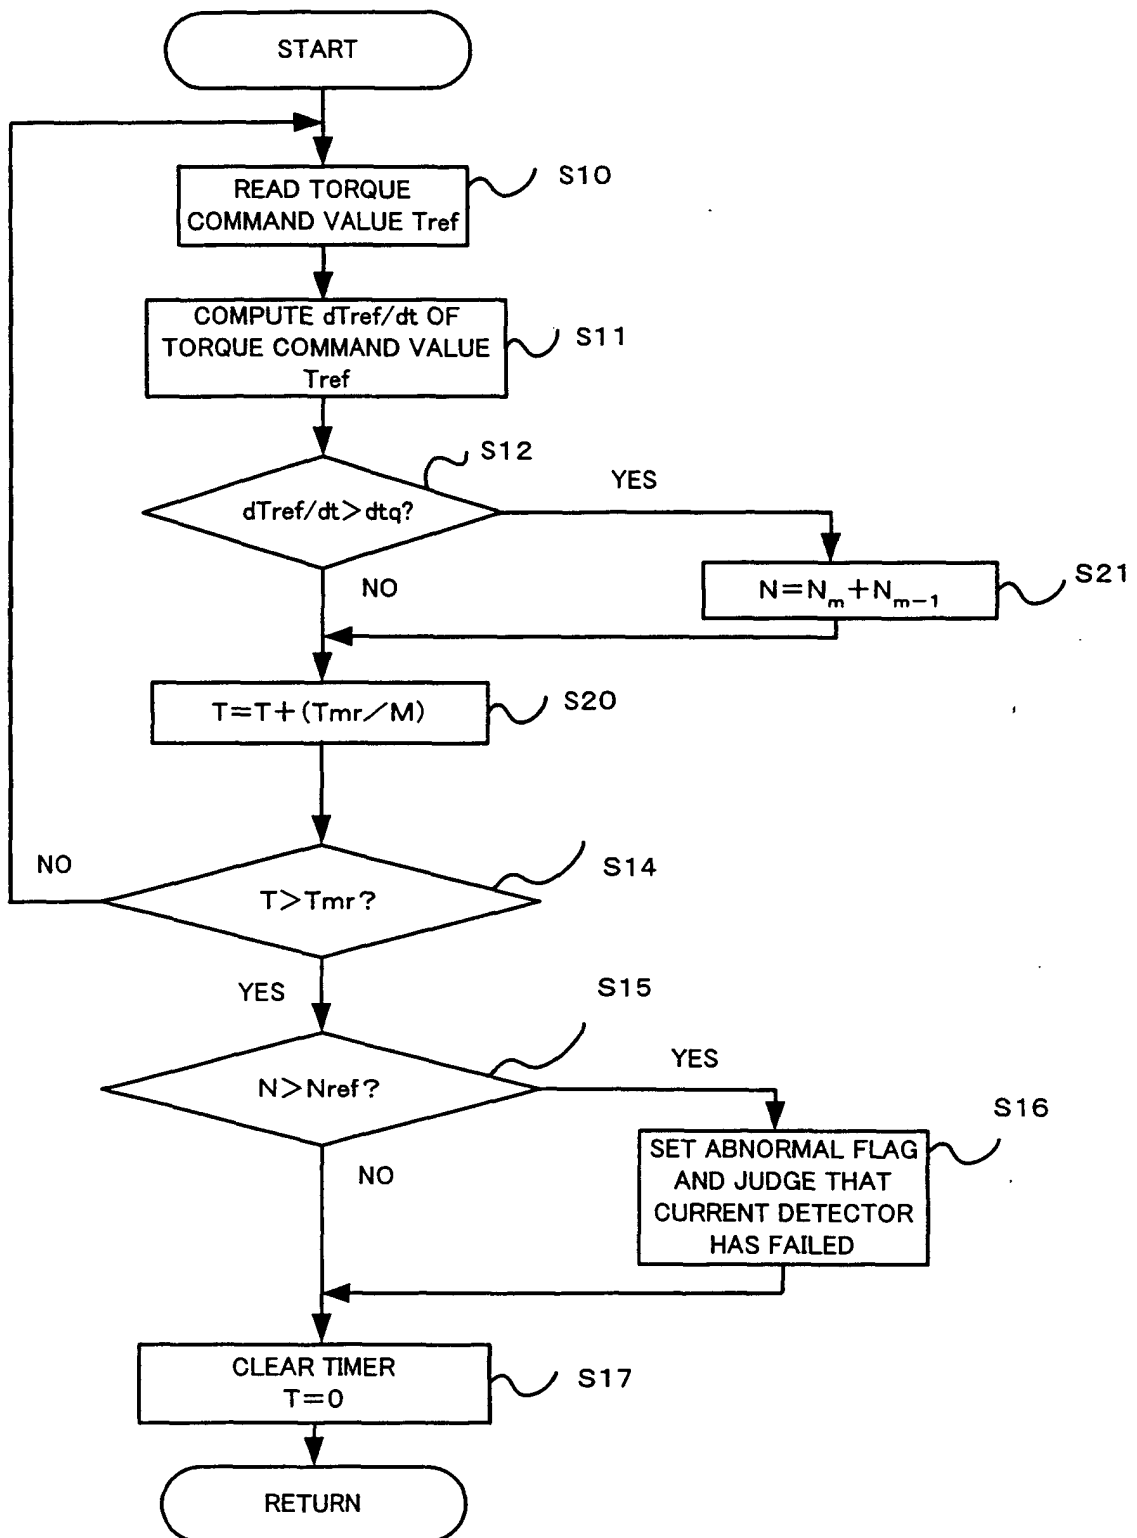 START
READ TORQUE
COMMAND VALUE Tref
S10
COMPUTE dTref/dt OF
TORQUE COMMAND VALUE
Tref
S11
S12
dTref/dt>dtq?
YES
NO
N=Nm+Nm-1
S21
T=T+(Tmr/M)
S20
T>Tmr?
S14
NO
YES
N>Nref?
S15
YES
NO
SET ABNORMAL FLAG
AND JUDGE THAT
CURRENT DETECTOR
HAS FAILED
S16
CLEAR TIMER
T=0
S17
RETURN